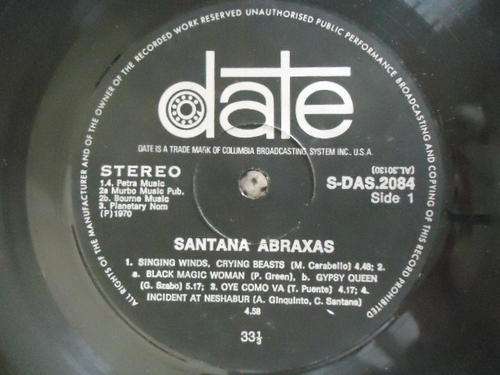 ALL RIGHTS OF THE MANUFACTURER AND OF THE OWNER OF THE RECORDED WORK RESERVED UNAUTHORISED PUBLIC PERFORMANCE BROADCASTING AND COPYING OF THIS RECORD PROHIBITED
date
DATE IS A TRADE MARK OF COLUMBIA BROADCASTING SYSTEM INC. U.S.A.
STEREO
1.4. Petra Music
2a Murbo Music Pub.
2b. Bourne Music
3. Planetary Nom
(P)1970
(AL.30130)
S-DAS.2084
Side 1
SANTANA ABRAXAS
1. SINGING WINDS, CRYING BEASTS (M. Carabello) 4.48; 2.
a. BLACK MAGIC WOMAN (P. Green), b. GYPSY QUEEN
(G. Szabo) 5.17; 3. OYE COMO VA (T. Puente) 4.17; 4.
INCIDENT AT NESHABUR (A. Ginquinto, C. Santana)
4.58
33⅓